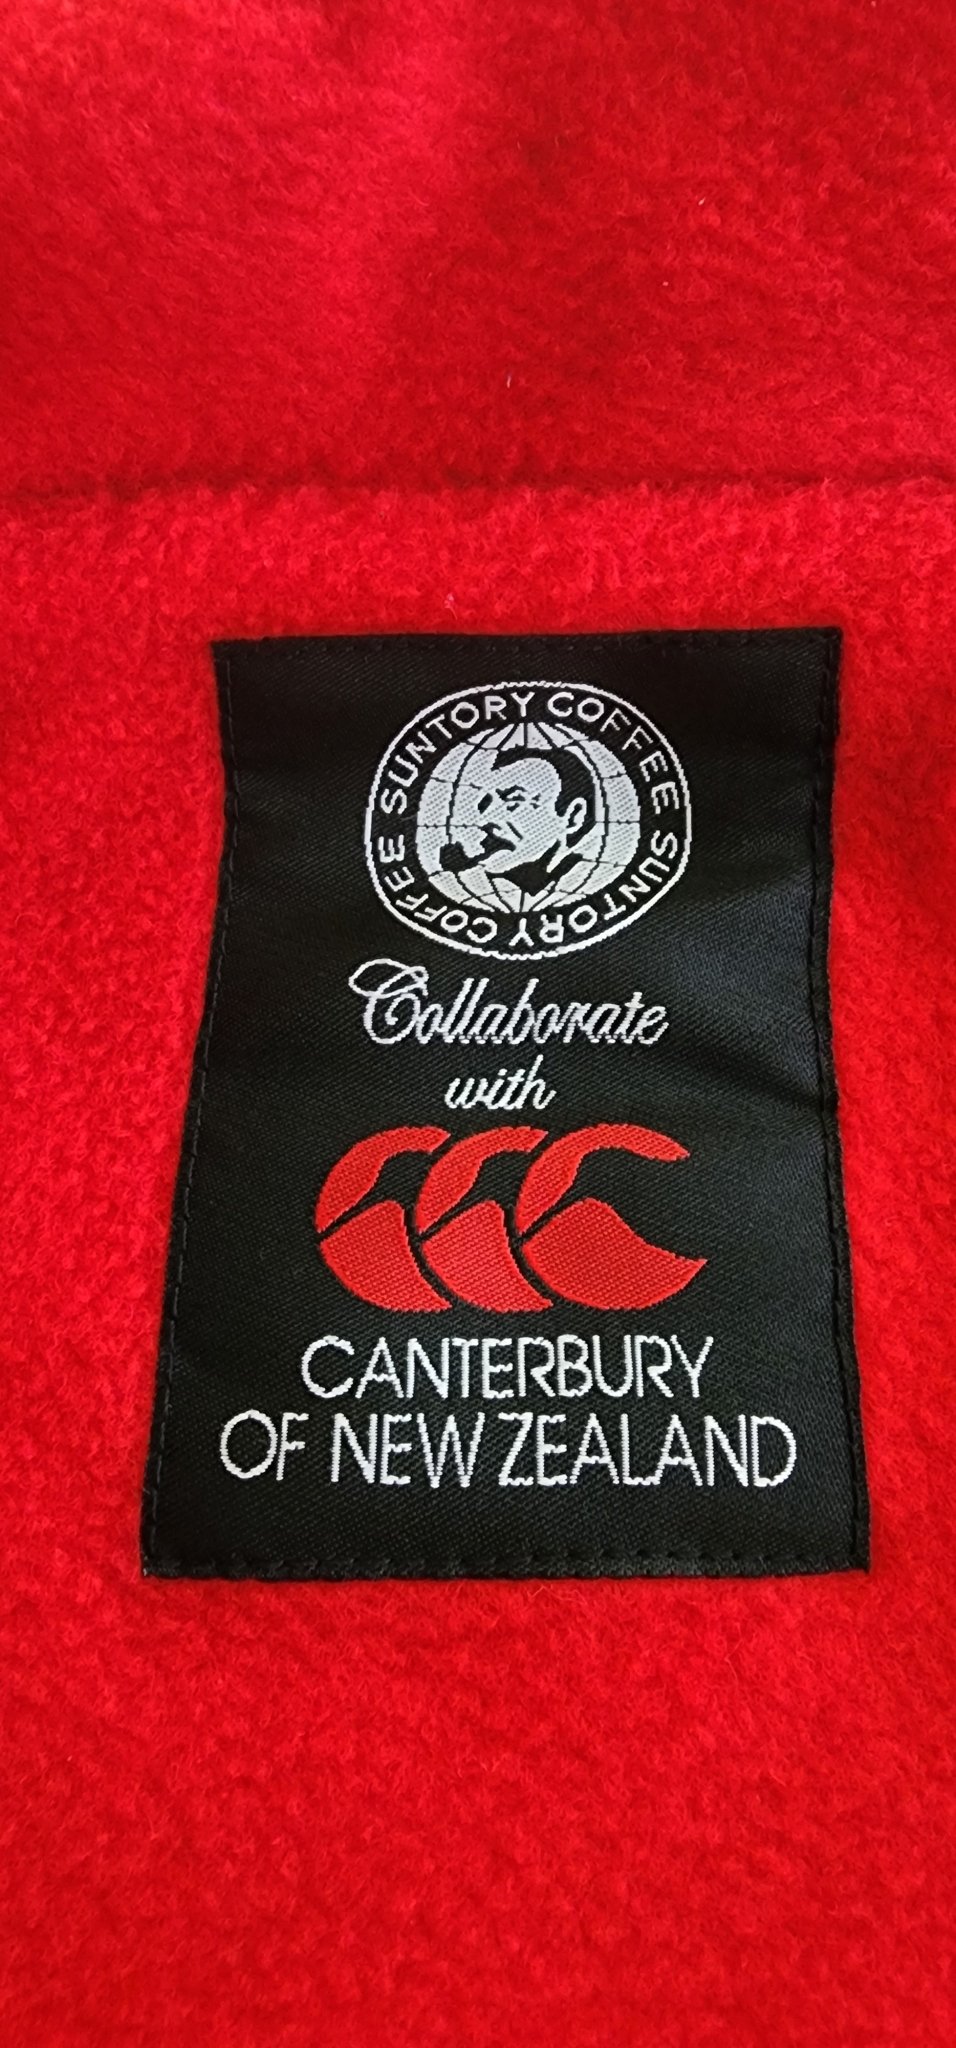 SUNTORY COFFEE SUNTORY COFFEE
Collaborate
with
CANTERBURY
OF NEW ZEALAND